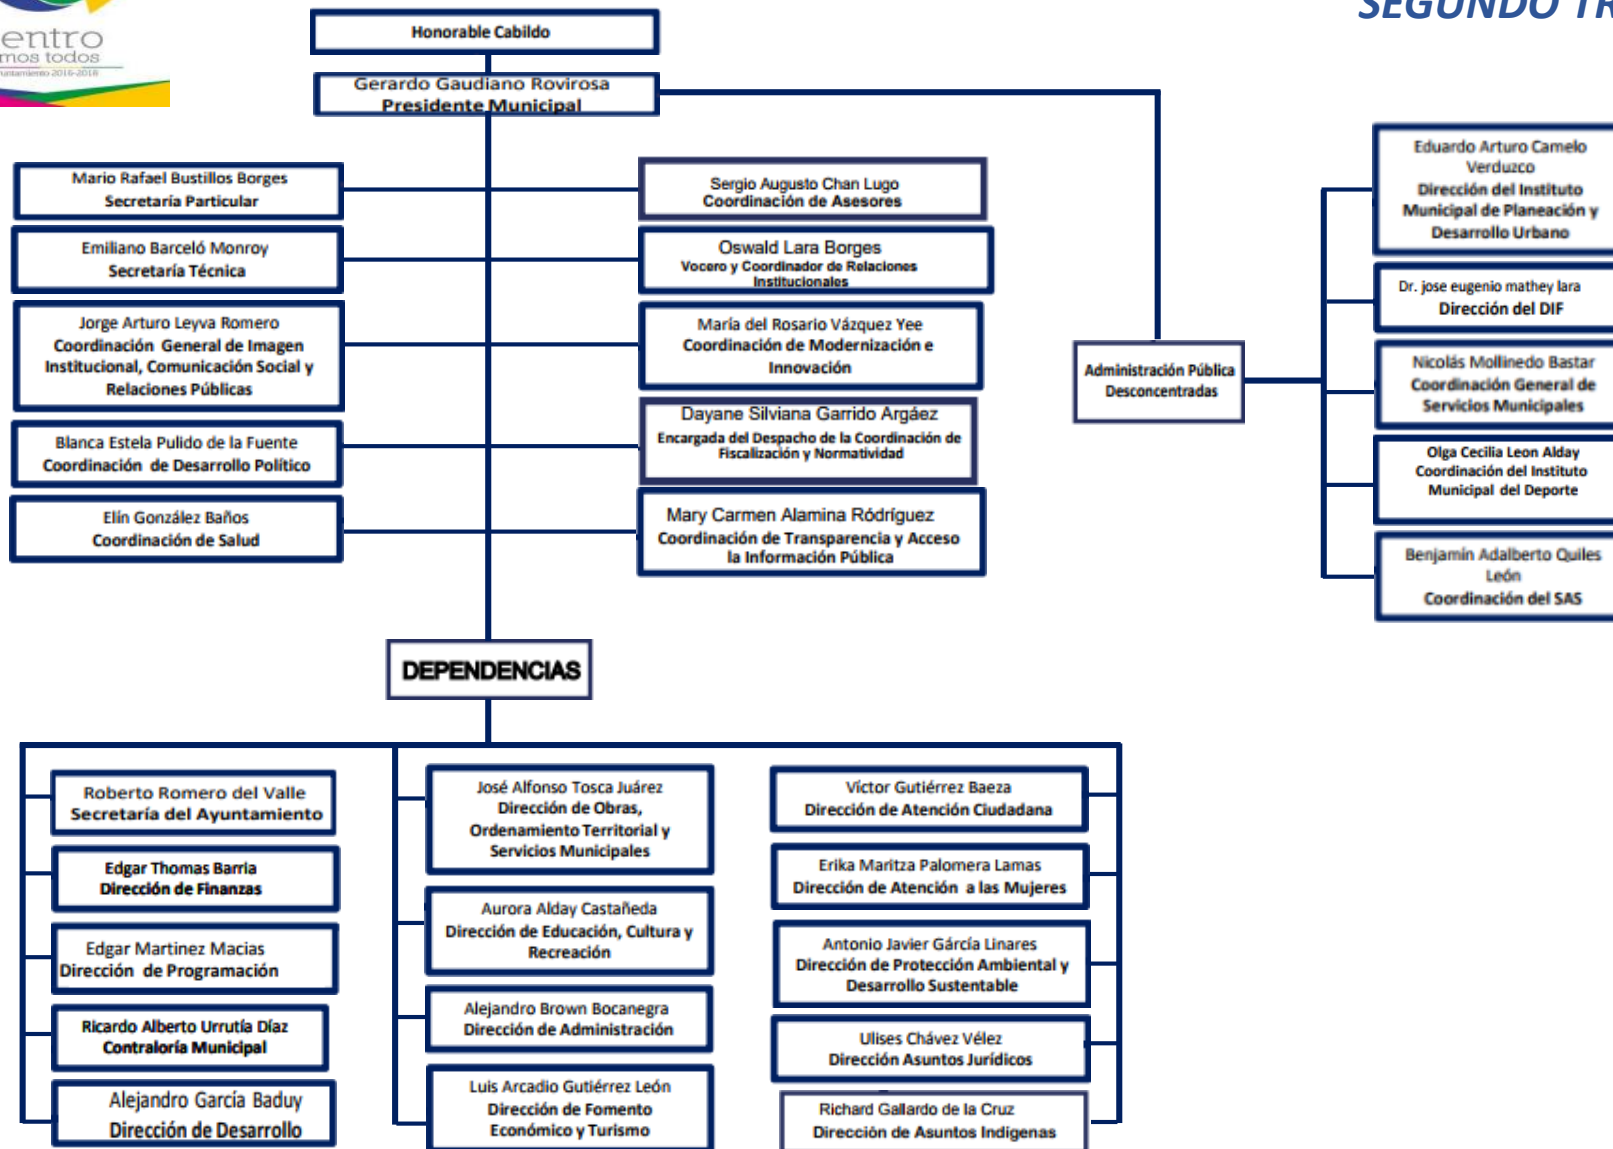 SEGUNDO TR
entro
mos todos
yuntamiento 2016-2018
Honorable Cabildo
Gerardo Gaudiano Rovirosa
Presidente Municipal
Mario Rafael Bustillos Borges
Secretaría Particular
Sergio Augusto Chan Lugo
Coordinación de Asesores
Emiliano Barceló Monroy
Secretaría Técnica
Oswald Lara Borges
Vocero y Coordinador de Relaciones
Institucionales
Jorge Arturo Leyva Romero
Coordinación General de Imagen
Institucional, Comunicación Social y
Relaciones Públicas
María del Rosario Vázquez Yee
Coordinación de Modernización e
Innovación
Blanca Estela Pulido de la Fuente
Coordinación de Desarrollo Político
Dayane Silviana Garrido Argáez
Encargada del Despacho de la Coordinación de
Fiscalización y Normatividad
Elín González Baños
Coordinación de Salud
Mary Carmen Alamina Ródríguez
Coordinación de Transparencia y Acceso
la Información Pública
Administración Pública
Desconcentradas
Eduardo Arturo Camelo
Verduzco
Dirección del Instituto
Municipal de Planeación y
Desarrollo Urbano
Dr. jose eugenio mathey lara
Dirección del DIF
Nicolás Mollinedo Bastar
Coordinación General de
Servicios Municipales
Olga Cecilia Leon Alday
Coordinación del Instituto
Municipal del Deporte
Benjamín Adalberto Quiles
León
Coordinación del SAS
DEPENDENCIAS
Roberto Romero del Valle
Secretaría del Ayuntamiento
Edgar Thomas Barria
Dirección de Finanzas
Edgar Martinez Macias
Dirección de Programación
Ricardo Alberto Urrutía Díaz
Contraloría Municipal
Alejandro García Baduy
Dirección de Desarrollo
José Alfonso Tosca Juárez
Dirección de Obras,
Ordenamiento Territorial y
Servicios Municipales
Aurora Alday Castañeda
Dirección de Educación, Cultura y
Recreación
Alejandro Brown Bocanegra
Dirección de Administración
Luis Arcadio Gutiérrez León
Dirección de Fomento
Económico y Turismo
Víctor Gutiérrez Baeza
Dirección de Atención Ciudadana
Erika Maritza Palomera Lamas
Dirección de Atención a las Mujeres
Antonio Javier Gárcía Linares
Dirección de Protección Ambiental y
Desarrollo Sustentable
Ulises Chávez Vélez
Dirección Asuntos Jurídicos
Richard Gallardo de la Cruz
Dirección de Asuntos Indígenas